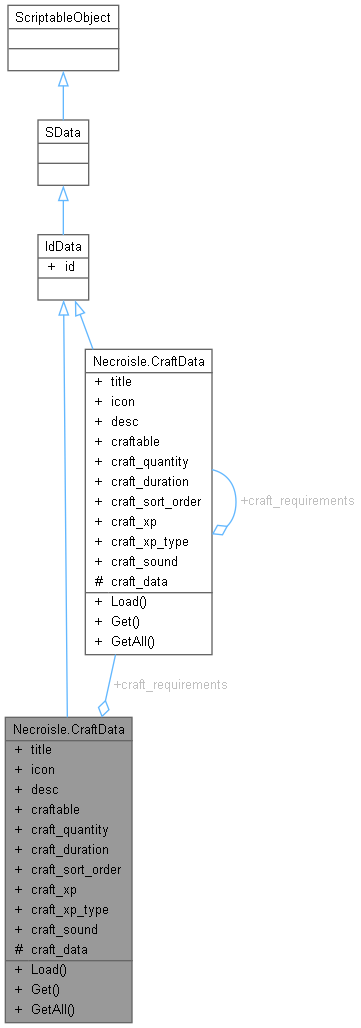 ScriptableObject
SData
IdData
+ id
Necroisle.CraftData
+ title
+ icon
+ desc
+ craftable
+ craft_quantity
+ craft_duration
+ craft_sort_order
+ craft_xp
+ craft_xp_type
+ craft_sound
# craft_data
+ Load()
+ Get()
+ GetAll()
+craft_requirements
+craft_requirements
Necroisle.CraftData
+ title
+ icon
+ desc
+ craftable
+ craft_quantity
+ craft_duration
+ craft_sort_order
+ craft_xp
+ craft_xp_type
+ craft_sound
# craft_data
+ Load()
+ Get()
+ GetAll()